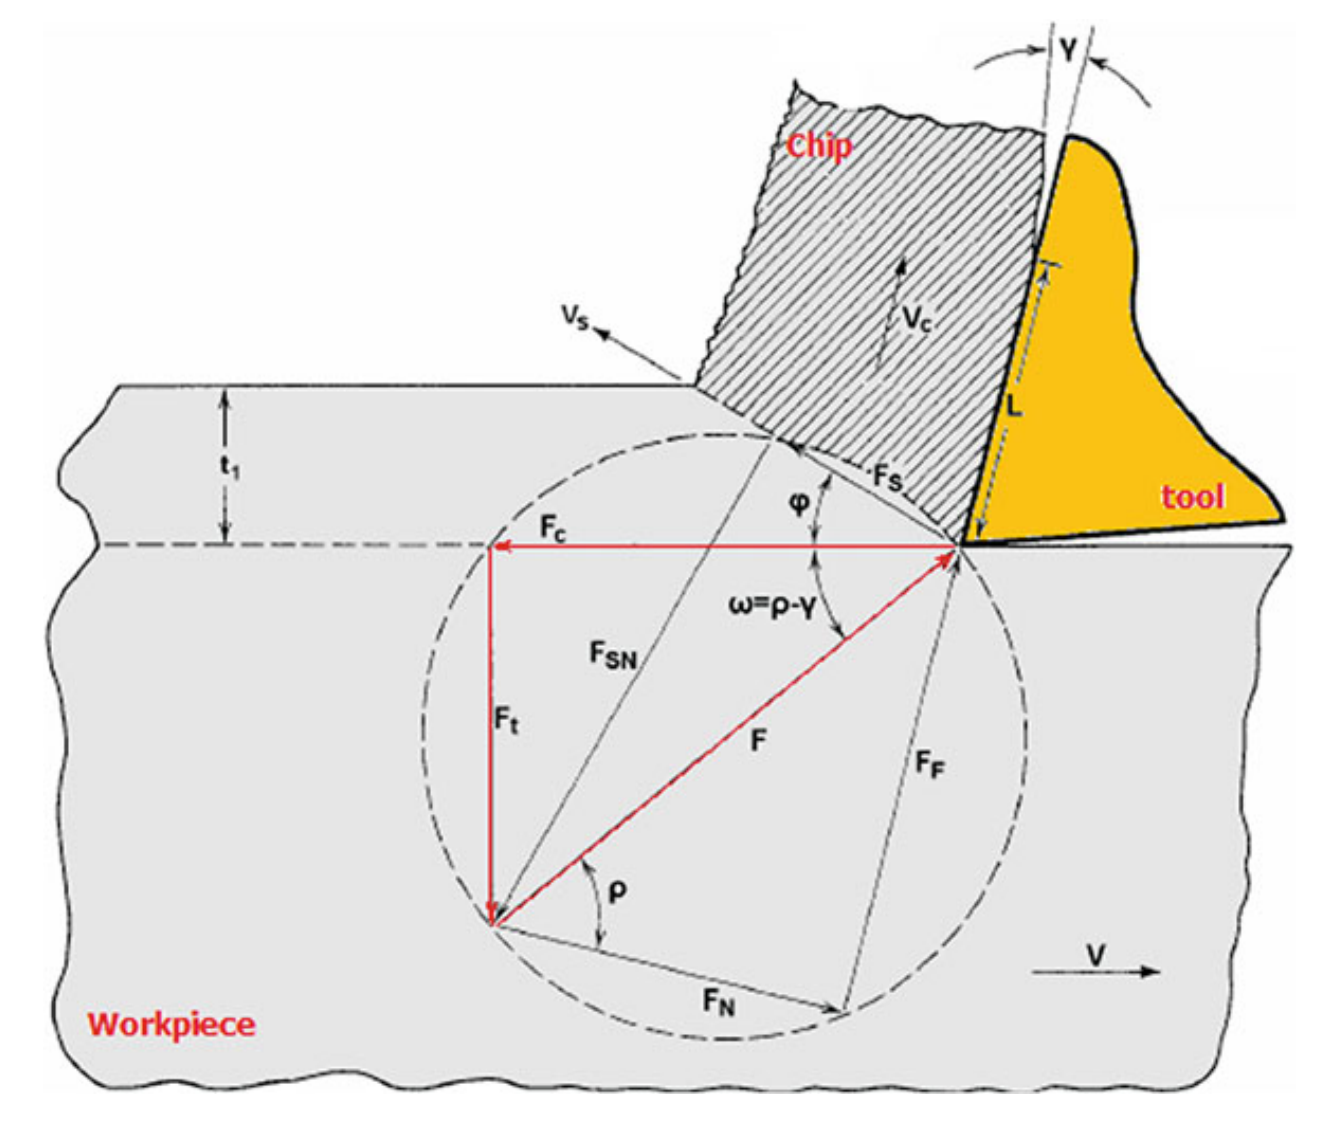 γ
Chip
Vs
Vc
L
t1
Fs
φ
tool
Fc
ω=ρ-γ
FSN
Ft
F
FF
ρ
V
FN
Workpiece